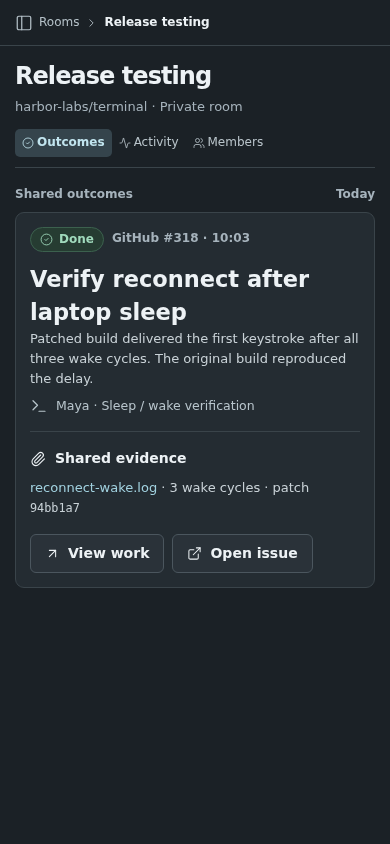 Rooms > Release testing
Release testing
harbor-labs/terminal · Private room
Outcomes Activity Members
Shared outcomes Today
Done GitHub #318 · 10:03
Verify reconnect after
laptop sleep
Patched build delivered the first keystroke after all
three wake cycles. The original build reproduced
the delay.
Maya · Sleep / wake verification
Shared evidence
reconnect-wake.log · 3 wake cycles · patch
94bb1a7
View work Open issue